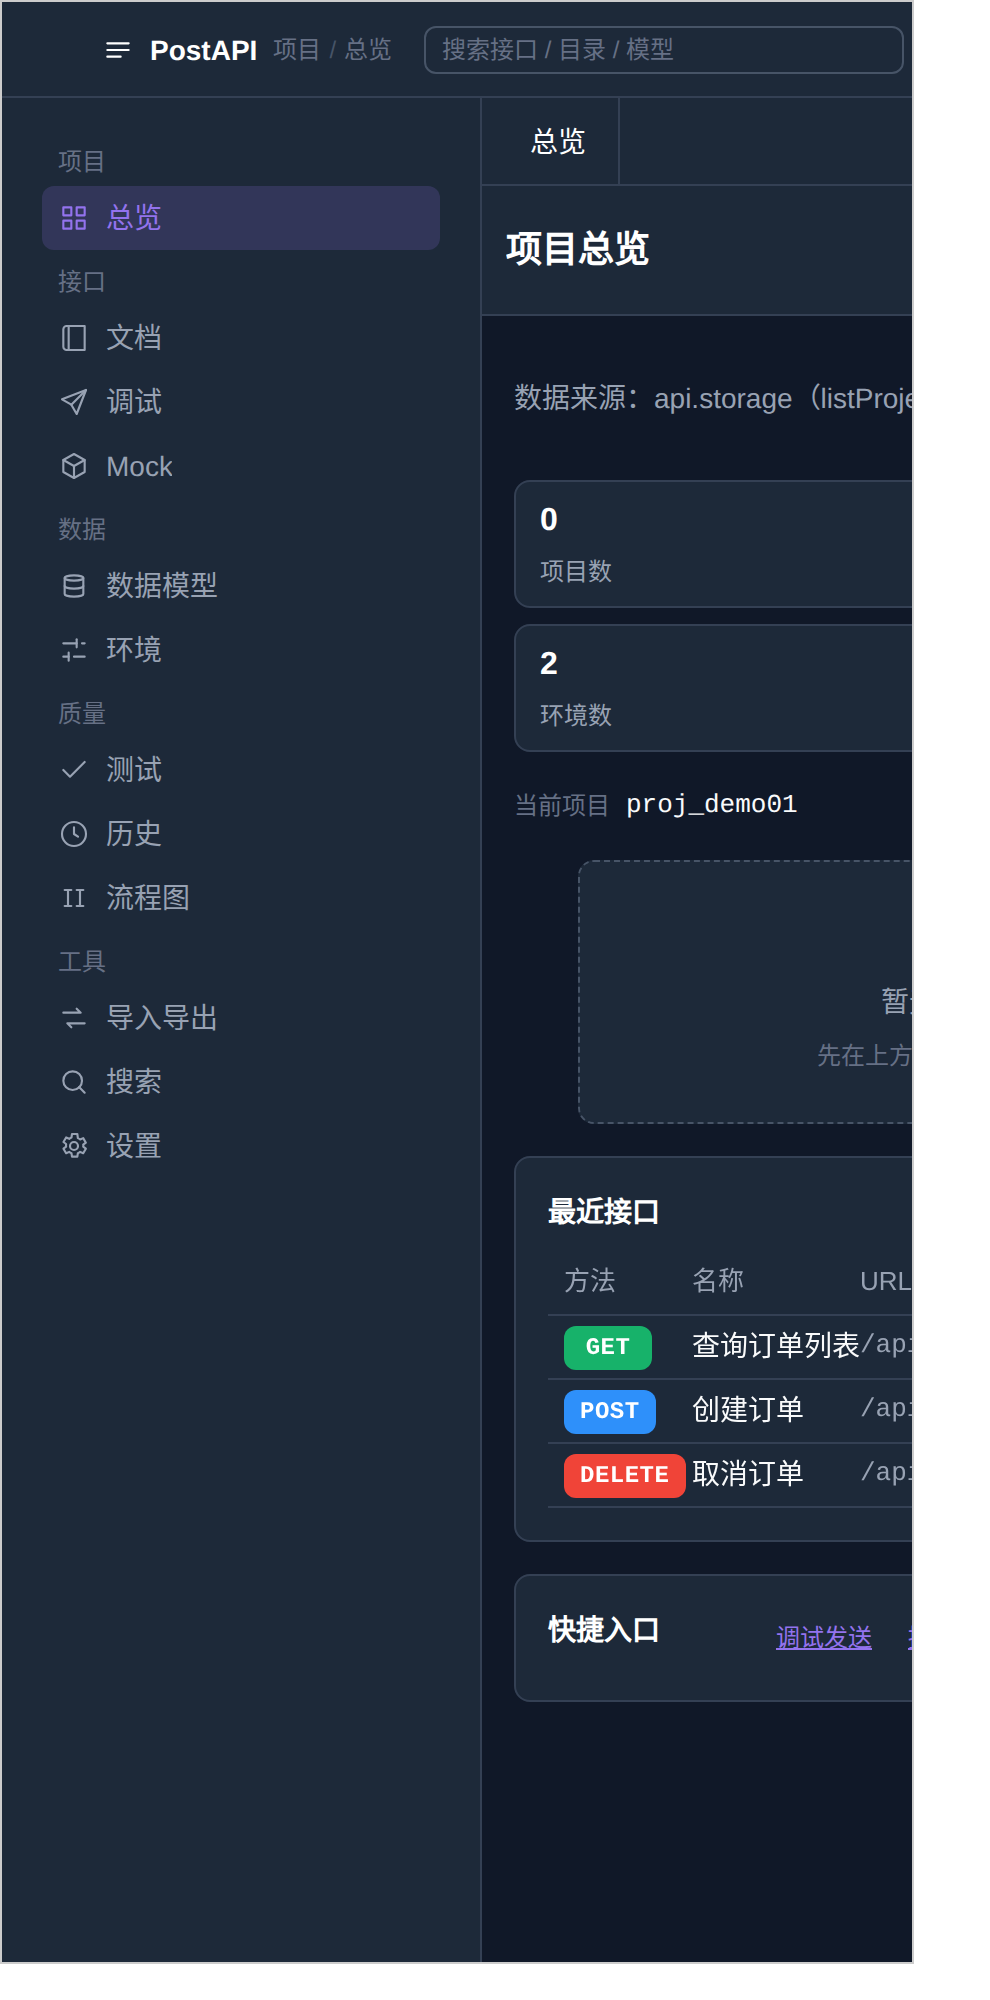 PostAPI 项目 / 总览 搜索接口 / 目录 / 模型
项目
总览
接口
文档
调试
Mock
数据
数据模型
环境
质量
测试
历史
流程图
工具
导入导出
搜索
设置
总览
项目总览
数据来源：api.storage（listProje
0
项目数
2
环境数
当前项目 proj_demo01
暂
先在上方
最近接口
方法 名称 URL
GET 查询订单列表 /api
POST 创建订单 /api
DELETE 取消订单 /api
快捷入口 调试发送